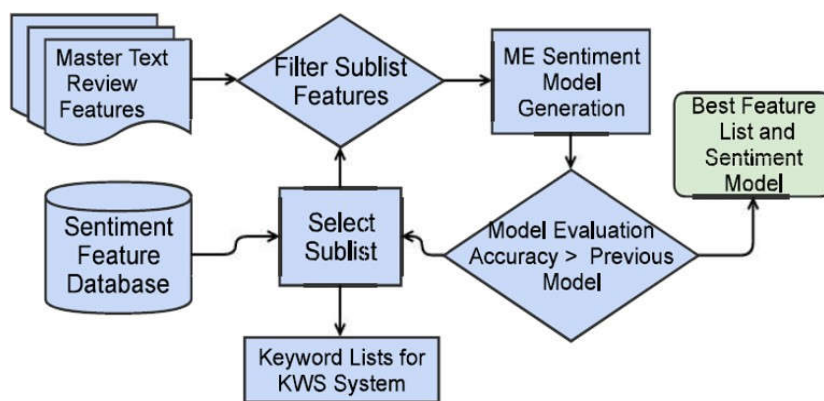 Master Text
Review
Features
Filter Sublist
Features
ME Sentiment
Model
Generation
Best Feature
List and
Sentiment
Model
Sentiment
Feature
Database
Select
Sublist
Model Evaluation
Accuracy > Previous
Model
Keyword Lists for
KWS System